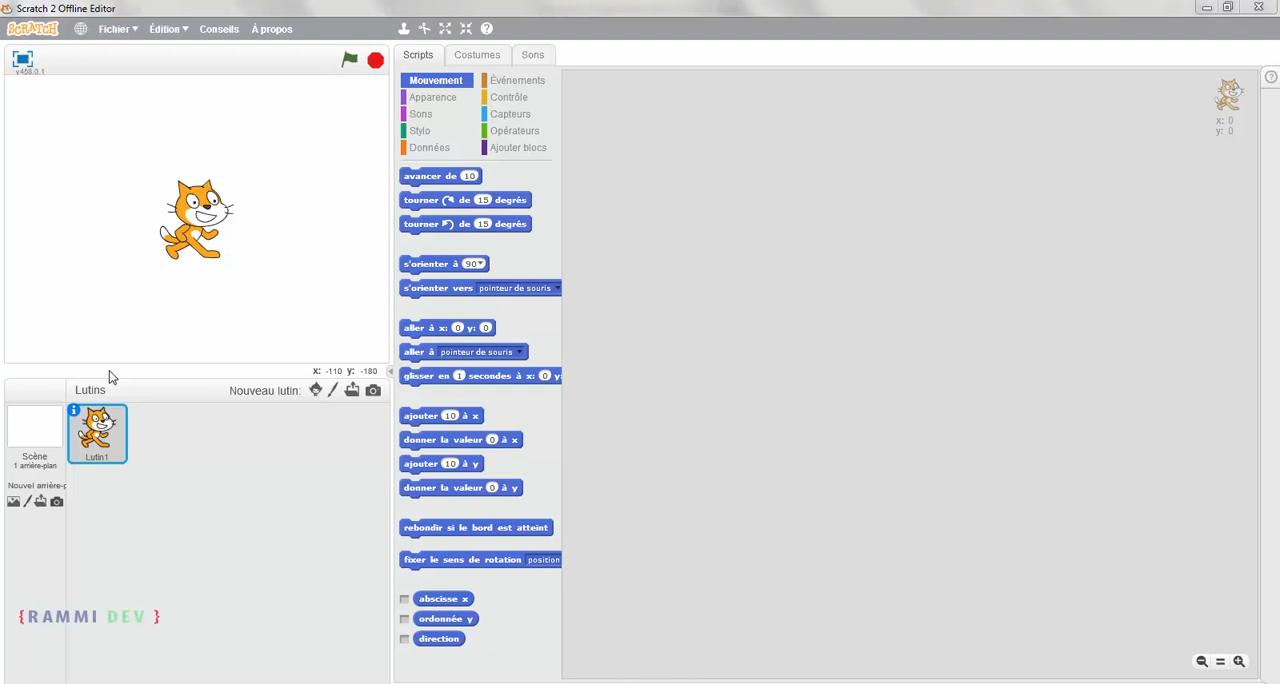 Scratch 2 Offline Editor
SCRATCH Fichier Édition Conseils À propos
v458.0.1
Scripts Costumes Sons
Mouvement Événements
Apparence Contrôle
Sons Capteurs
Stylo Opérateurs
Données Ajouter blocs
avancer de 10
tourner de 15 degrés
tourner de 15 degrés
s'orienter à 90
s'orienter vers pointeur de souris
aller à x: 0 y: 0
aller à pointeur de souris
glisser en 1 secondes à x: 0 y:
ajouter 10 à x
donner la valeur 0 à x
ajouter 10 à y
donner la valeur 0 à y
rebondir si le bord est atteint
fixer le sens de rotation position
abscisse x
ordonnée y
direction
x: 0
y: 0
x: -110 y: -180
Lutins Nouveau lutin:
Scène
1 arrière-plan
Lutin1
Nouvel arrière-p
{RAMMI DEV }